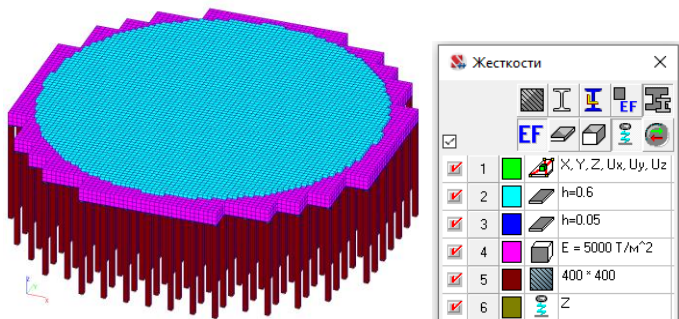 Жесткости
EF
EF
1 X, Y, Z, Ux, Uy, Uz
2 h=0.6
3 h=0.05
4 E = 5000 Т/м^2
5 400 * 400
6 Z